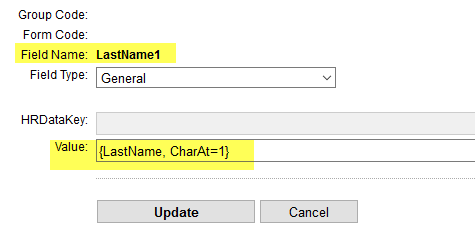 Group Code:
Form Code:
Field Name: LastName1
Field Type: General
HRDataKey:
Value: {LastName, CharAt=1}
Update Cancel